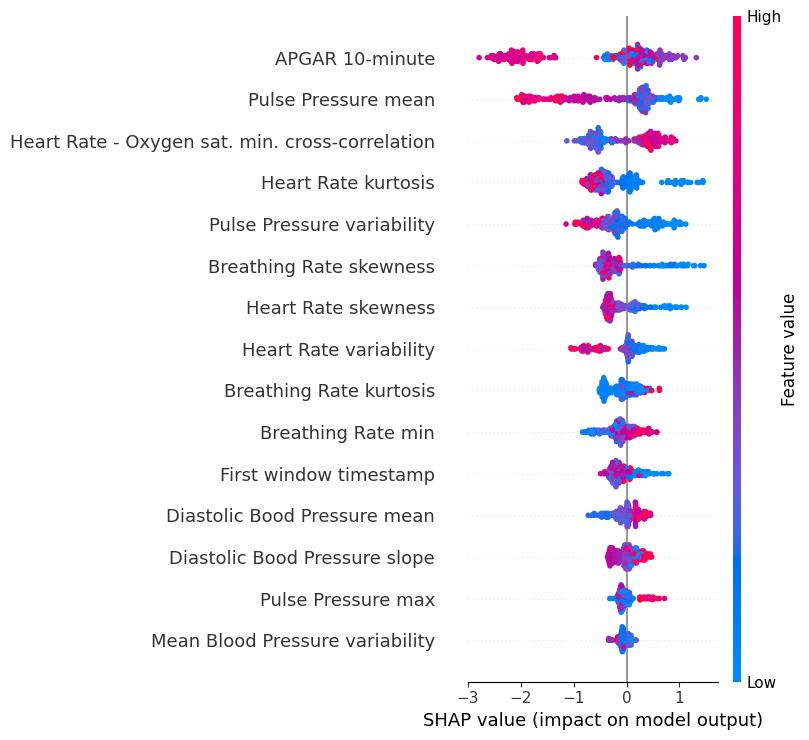 High
APGAR 10-minute
Pulse Pressure mean
Heart Rate - Oxygen sat. min. cross-correlation
Heart Rate kurtosis
Pulse Pressure variability
Breathing Rate skewness
Heart Rate skewness
Heart Rate variability
Breathing Rate kurtosis
Breathing Rate min
First window timestamp
Diastolic Bood Pressure mean
Diastolic Bood Pressure slope
Pulse Pressure max
Mean Blood Pressure variability
Feature value
Low
−3 −2 −1 0 1
SHAP value (impact on model output)